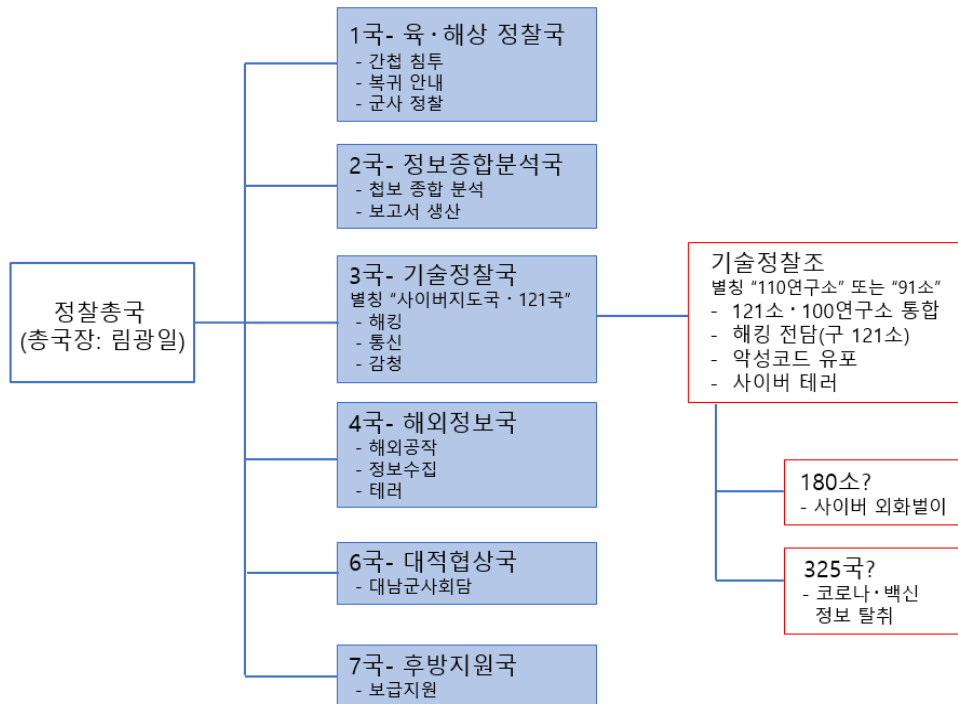 정찰총국
(총국장: 림광일)
1국- 육·해상 정찰국
- 간첩 침투
- 복귀 안내
- 군사 정찰
2국- 정보종합분석국
- 첩보 종합 분석
- 보고서 생산
3국- 기술정찰국
별칭 “사이버지도국·121국”
- 해킹
- 통신
- 감청
4국- 해외정보국
- 해외공작
- 정보수집
- 테러
6국- 대적협상국
- 대남군사회담
7국- 후방지원국
- 보급지원
기술정찰조
별칭 “110연구소” 또는 “91소”
- 121소·100연구소 통합
- 해킹 전담(구 121소)
- 악성코드 유포
- 사이버 테러
180소?
- 사이버 외화벌이
325국?
- 코로나·백신
정보 탈취